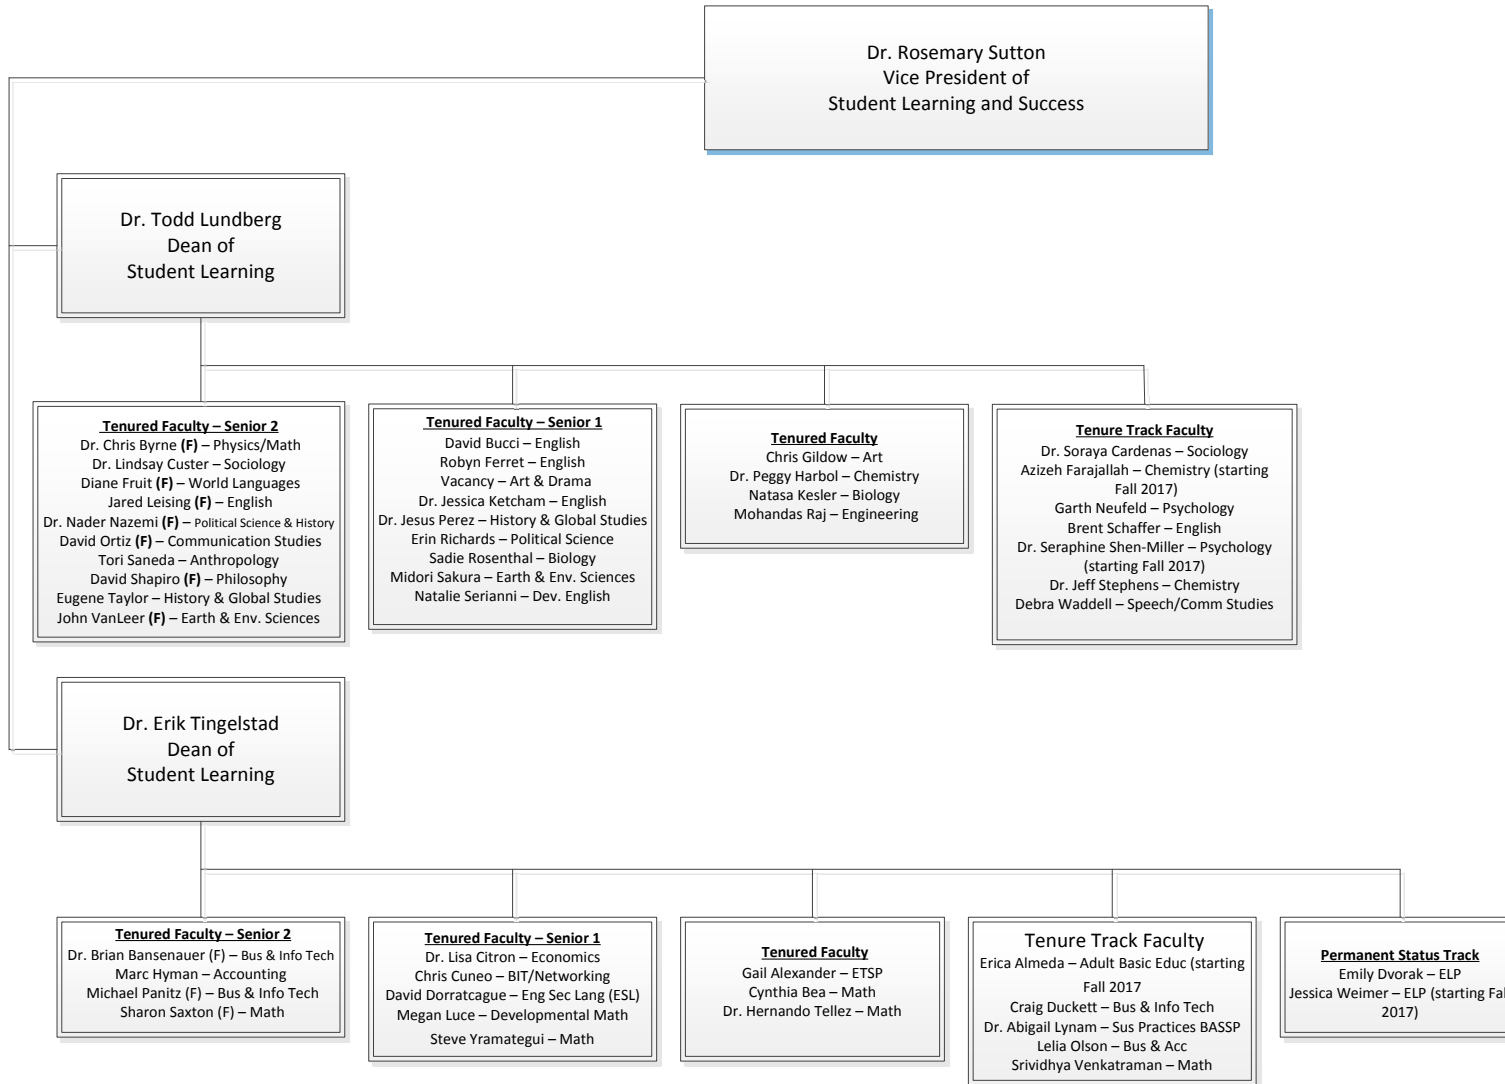 Dr. Rosemary Sutton
Vice President of
Student Learning and Success
Dr. Todd Lundberg
Dean of
Student Learning
Tenured Faculty – Senior 2
Dr. Chris Byrne (F) – Physics/Math
Dr. Lindsay Custer – Sociology
Diane Fruit (F) – World Languages
Jared Leising (F) – English
Dr. Nader Nazemi (F) – Political Science & History
David Ortiz (F) – Communication Studies
Tori Saneda – Anthropology
David Shapiro (F) – Philosophy
Eugene Taylor – History & Global Studies
John VanLeer (F) – Earth & Env. Sciences
Tenured Faculty – Senior 1
David Bucci – English
Robyn Ferret – English
Vacancy – Art & Drama
Dr. Jessica Ketcham – English
Dr. Jesus Perez – History & Global Studies
Erin Richards – Political Science
Sadie Rosenthal – Biology
Midori Sakura – Earth & Env. Sciences
Natalie Serianni – Dev. English
Tenured Faculty
Chris Gildow – Art
Dr. Peggy Harbol – Chemistry
Natasa Kesler – Biology
Mohandas Raj – Engineering
Tenure Track Faculty
Dr. Soraya Cardenas – Sociology
Azizeh Farajallah – Chemistry (starting
Fall 2017)
Garth Neufeld – Psychology
Brent Schaffer – English
Dr. Seraphine Shen-Miller – Psychology
(starting Fall 2017)
Dr. Jeff Stephens – Chemistry
Debra Waddell – Speech/Comm Studies
Dr. Erik Tingelstad
Dean of
Student Learning
Tenured Faculty – Senior 2
Dr. Brian Bansenauer (F) – Bus & Info Tech
Marc Hyman – Accounting
Michael Panitz (F) – Bus & Info Tech
Sharon Saxton (F) – Math
Tenured Faculty – Senior 1
Dr. Lisa Citron – Economics
Chris Cuneo – BIT/Networking
David Dorratcague – Eng Sec Lang (ESL)
Megan Luce – Developmental Math
Steve Yramategui – Math
Tenured Faculty
Gail Alexander – ETSP
Cynthia Bea – Math
Dr. Hernando Tellez – Math
Tenure Track Faculty
Erica Almeda – Adult Basic Educ (starting
Fall 2017
Craig Duckett – Bus & Info Tech
Dr. Abigail Lynam – Sus Practices BASSP
Lelia Olson – Bus & Acc
Srividhya Venkatraman – Math
Permanent Status Track
Emily Dvorak – ELP
Jessica Weimer – ELP (starting Fal
2017)